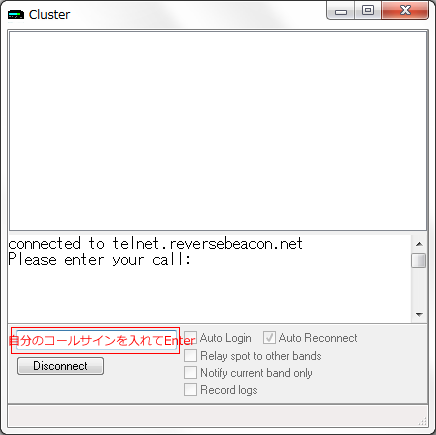 Cluster
connected to telnet.reversebeacon.net
Please enter your call:
自分のコールサインを入れてEnter
Auto Login
Auto Reconnect
Disconnect
Relay spot to other bands
Notify current band only
Record logs